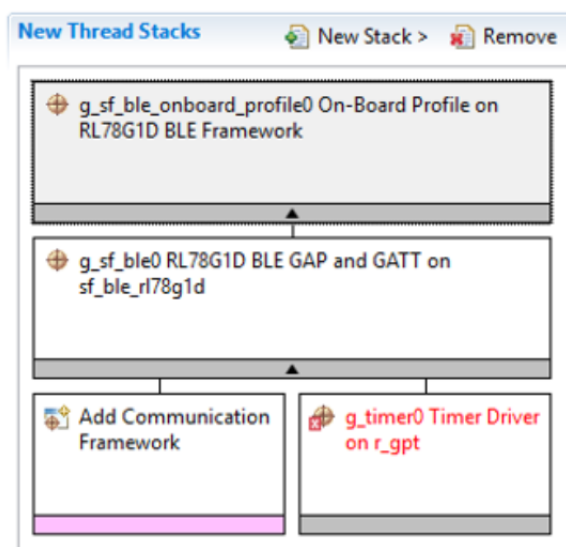 New Thread Stacks
New Stack >
Remove
g_sf_ble_onboard_profile0 On-Board Profile on
RL78G1D BLE Framework
g_sf_ble0 RL78G1D BLE GAP and GATT on
sf_ble_rl78g1d
Add Communication
Framework
g_timer0 Timer Driver
on r_gpt